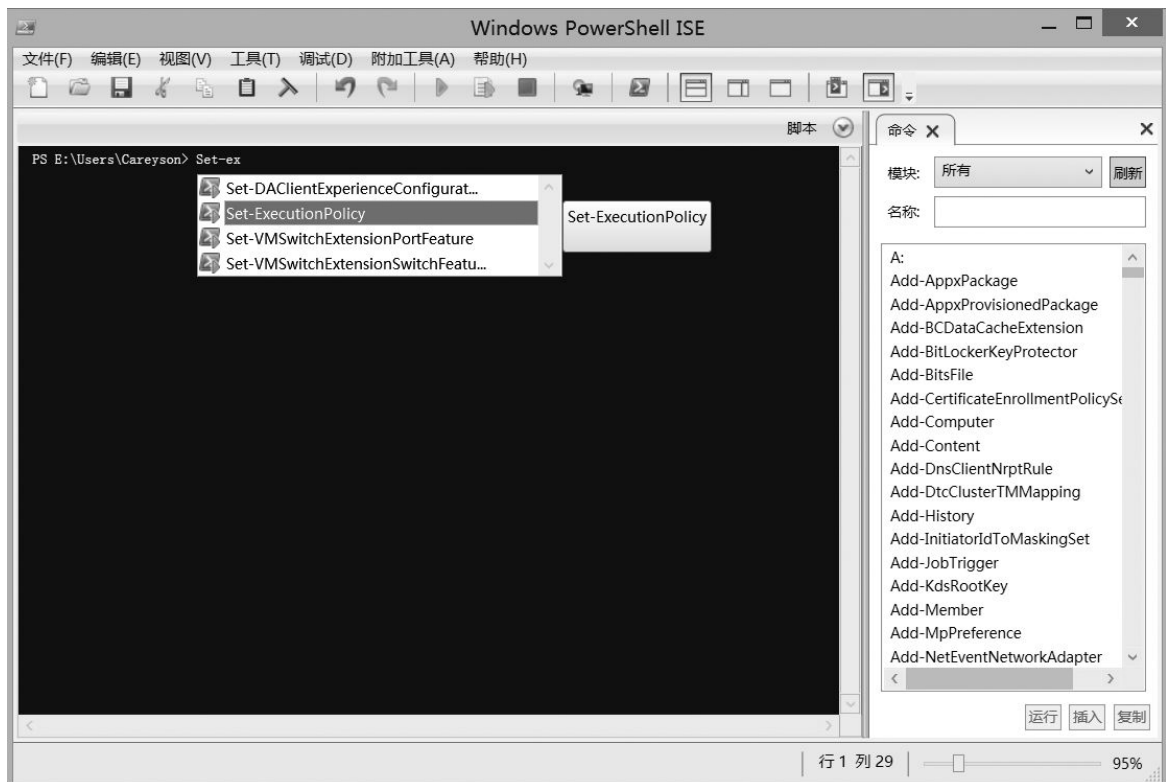 Windows PowerShell ISE
文件(F) 编辑(E) 视图(V) 工具(T) 调试(D) 附加工具(A) 帮助(H)
脚本
PS E:\Users\Careyson> Set-ex
Set-DAClientExperienceConfigurat...
Set-ExecutionPolicy
Set-VMSwitchExtensionPortFeature
Set-VMSwitchExtensionSwitchFeatu...
Set-ExecutionPolicy
命令
模块: 所有 刷新
名称:
A:
Add-AppxPackage
Add-AppxProvisionedPackage
Add-BCDataCacheExtension
Add-BitLockerKeyProtector
Add-BitsFile
Add-CertificateEnrollmentPolicySe
Add-Computer
Add-Content
Add-DnsClientNrptRule
Add-DtcClusterTMMapping
Add-History
Add-InitiatorIdToMaskingSet
Add-JobTrigger
Add-KdsRootKey
Add-Member
Add-MpPreference
Add-NetEventNetworkAdapter
运行 插入 复制
行 1 列 29 95%